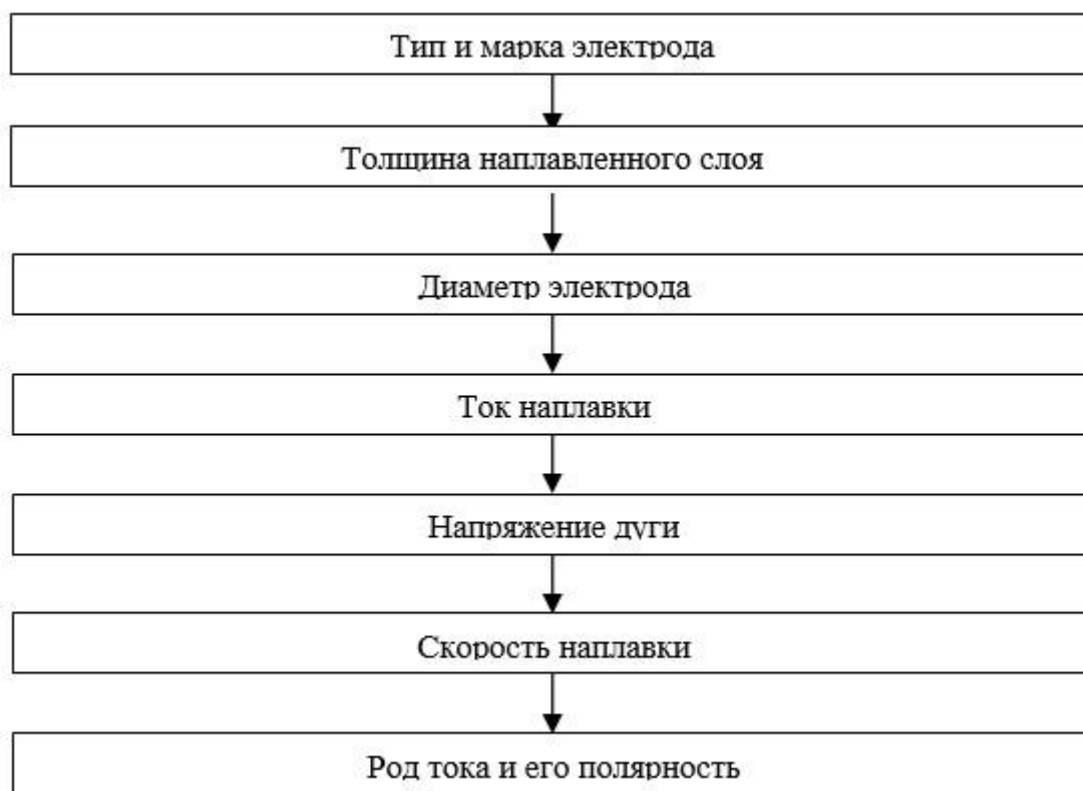 Тип и марка электрода
Толщина наплавленного слоя
Диаметр электрода
Ток наплавки
Напряжение дуги
Скорость наплавки
Род тока и его полярность